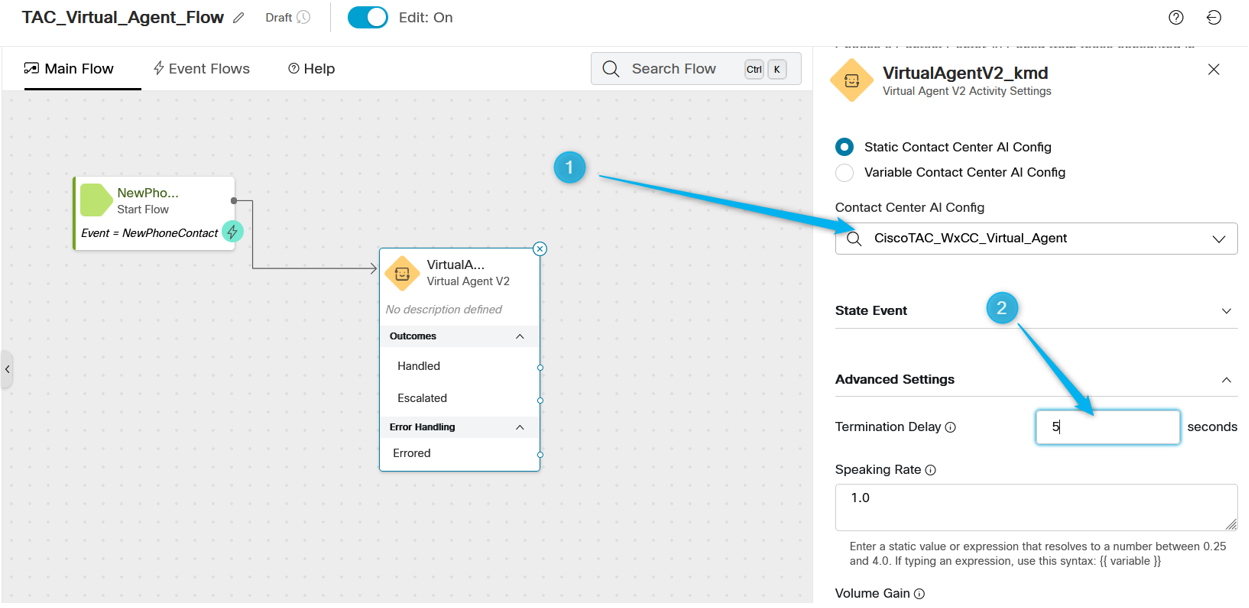 TAC_Virtual_Agent_Flow
Draft
Edit: On
Main Flow
Event Flows
Help
Search Flow
Ctrl
K
NewPho...
Start Flow
Event = NewPhoneContact
VirtualA...
Virtual Agent V2
No description defined
Outcomes
Handled
Escalated
Error Handling
Errored
1
VirtualAgentV2_kmd
Virtual Agent V2 Activity Settings
Static Contact Center AI Config
Variable Contact Center AI Config
Contact Center AI Config
CiscoTAC_WxCC_Virtual_Agent
State Event
2
Advanced Settings
Termination Delay
5
seconds
Speaking Rate
1.0
Enter a static value or expression that resolves to a number between 0.25
and 4.0. If typing an expression, use this syntax: {{ variable }}
Volume Gain